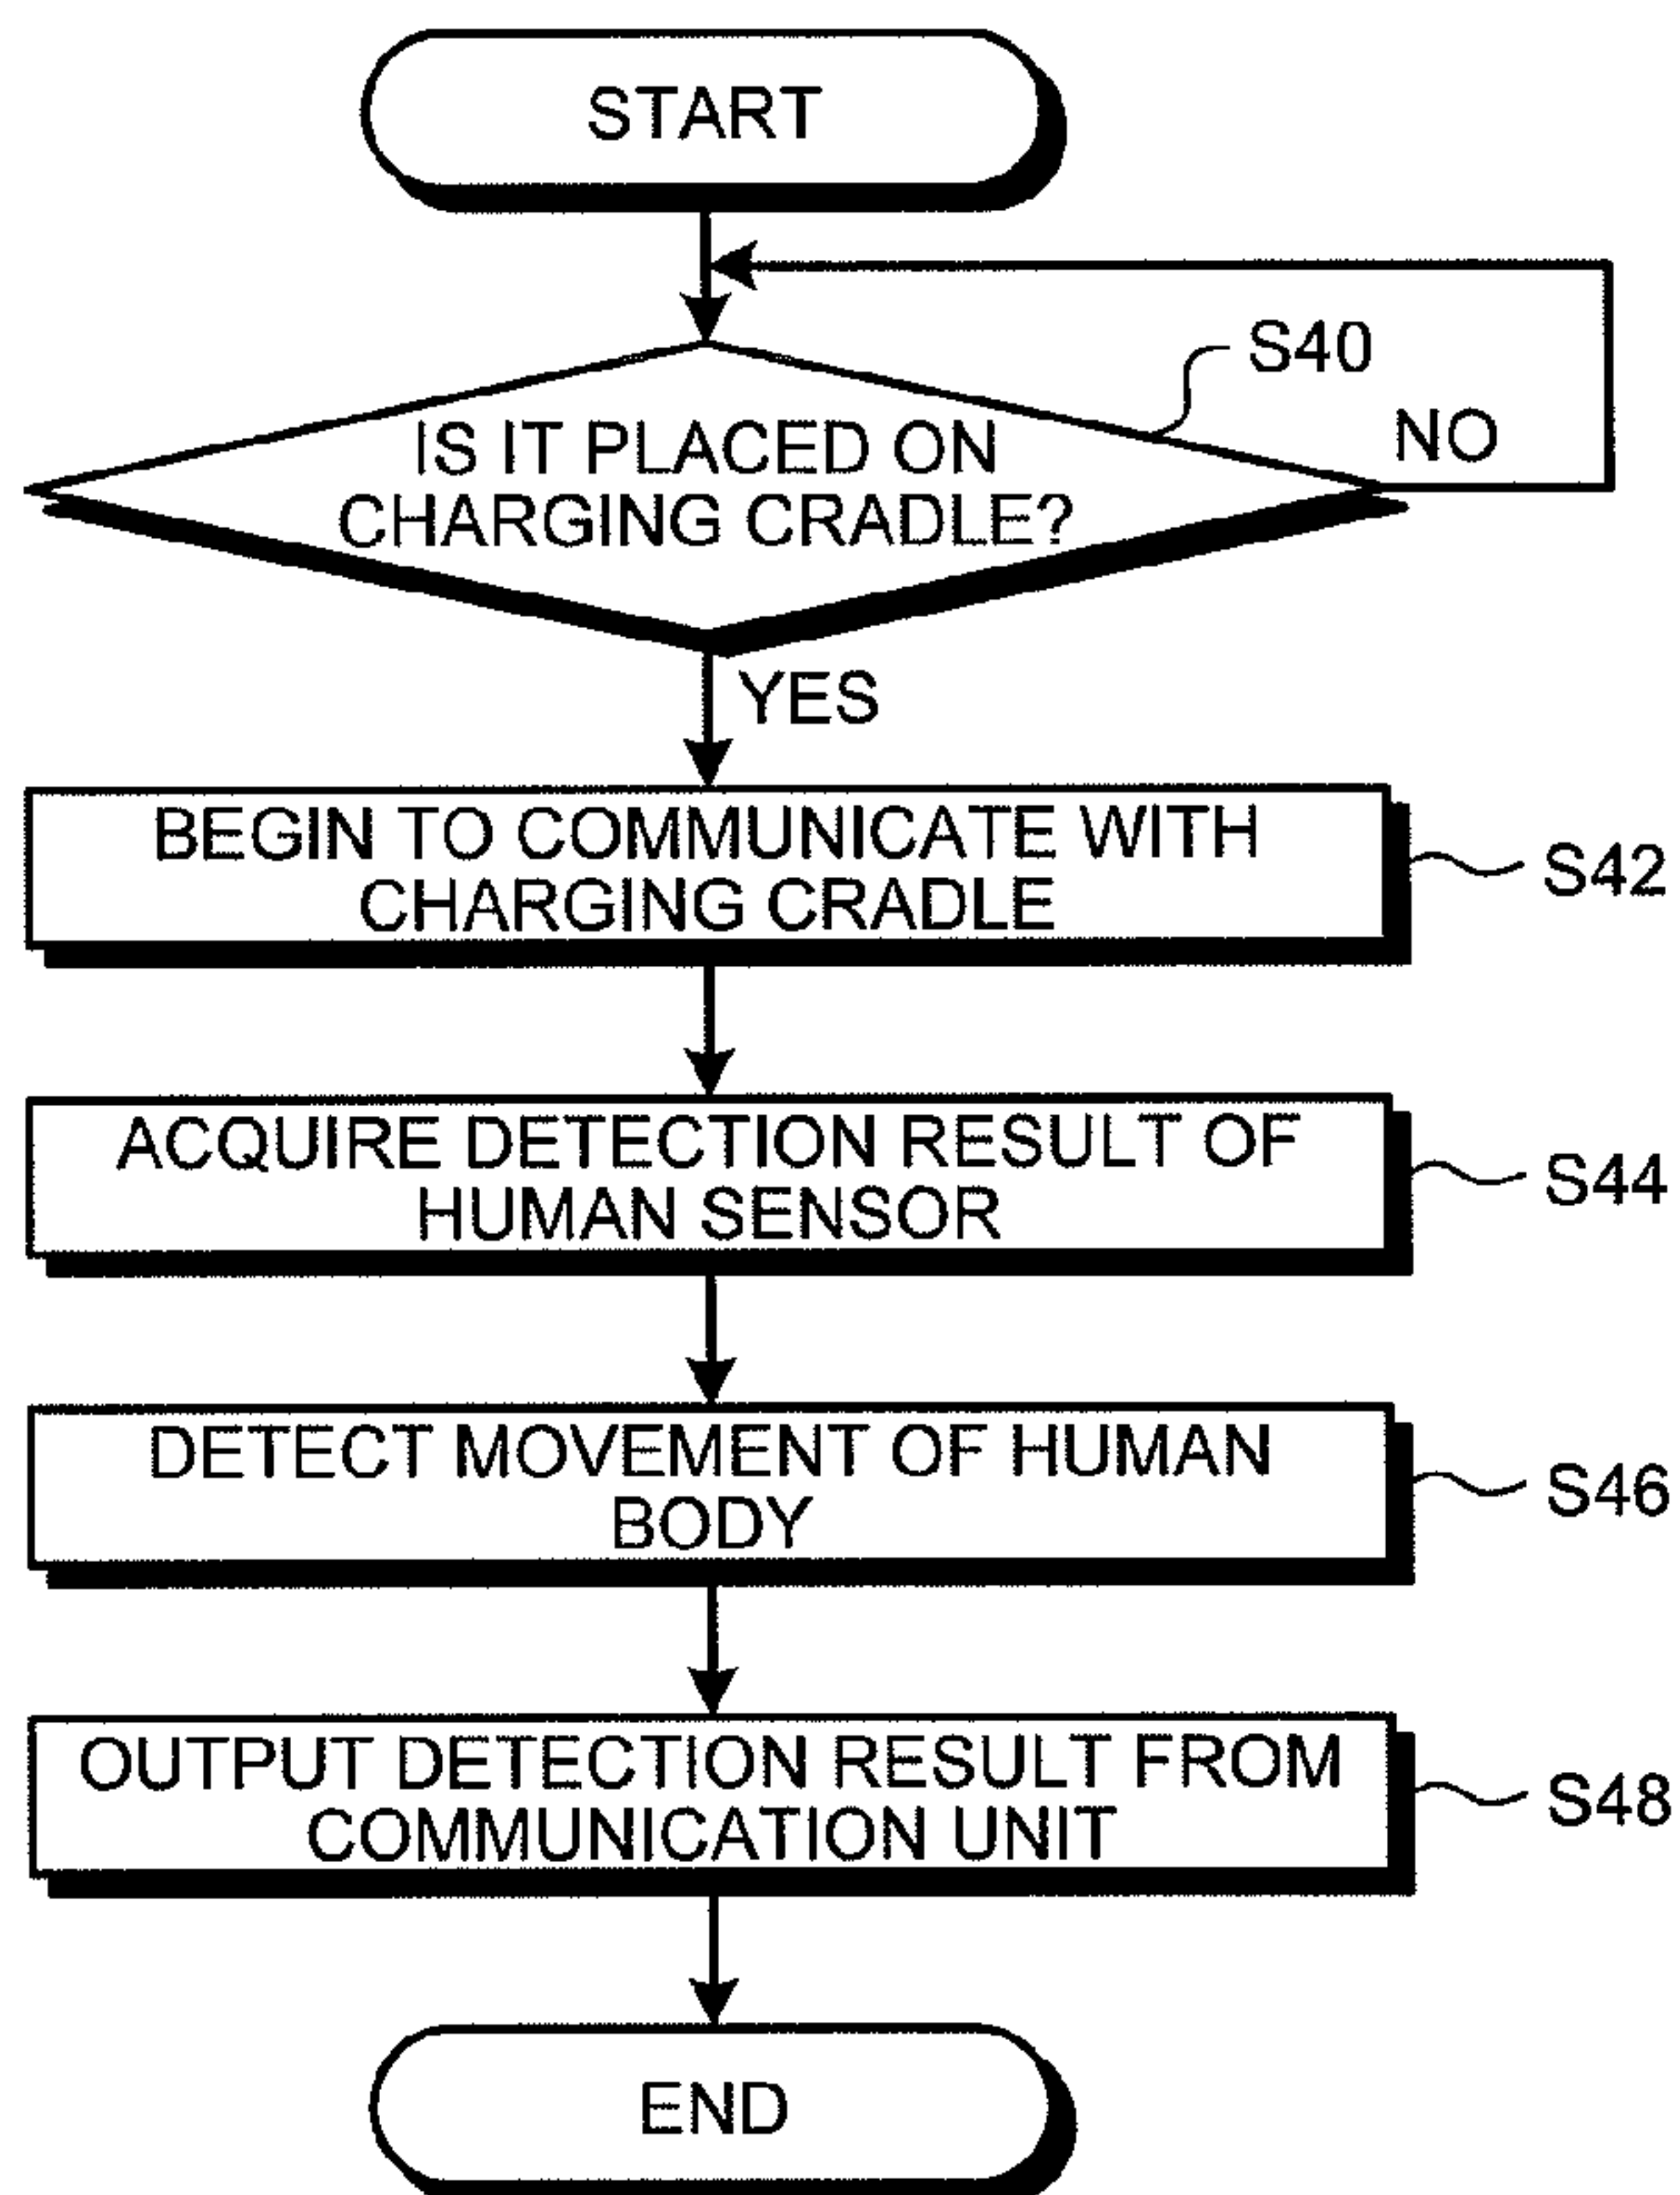 START
S40
NO
IS IT PLACED ON
CHARGING CRADLE?
YES
BEGIN TO COMMUNICATE WITH
CHARGING CRADLE
S42
ACQUIRE DETECTION RESULT OF
HUMAN SENSOR
S44
DETECT MOVEMENT OF HUMAN
BODY
S46
OUTPUT DETECTION RESULT FROM
COMMUNICATION UNIT
S48
END